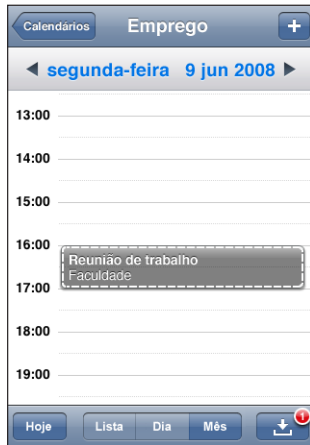 Calendários Emprego +
segunda-feira 9 jun 2008
13:00
14:00
15:00
16:00
Reunião de trabalho
Faculdade
17:00
18:00
19:00
Hoje Lista Dia Mês 1